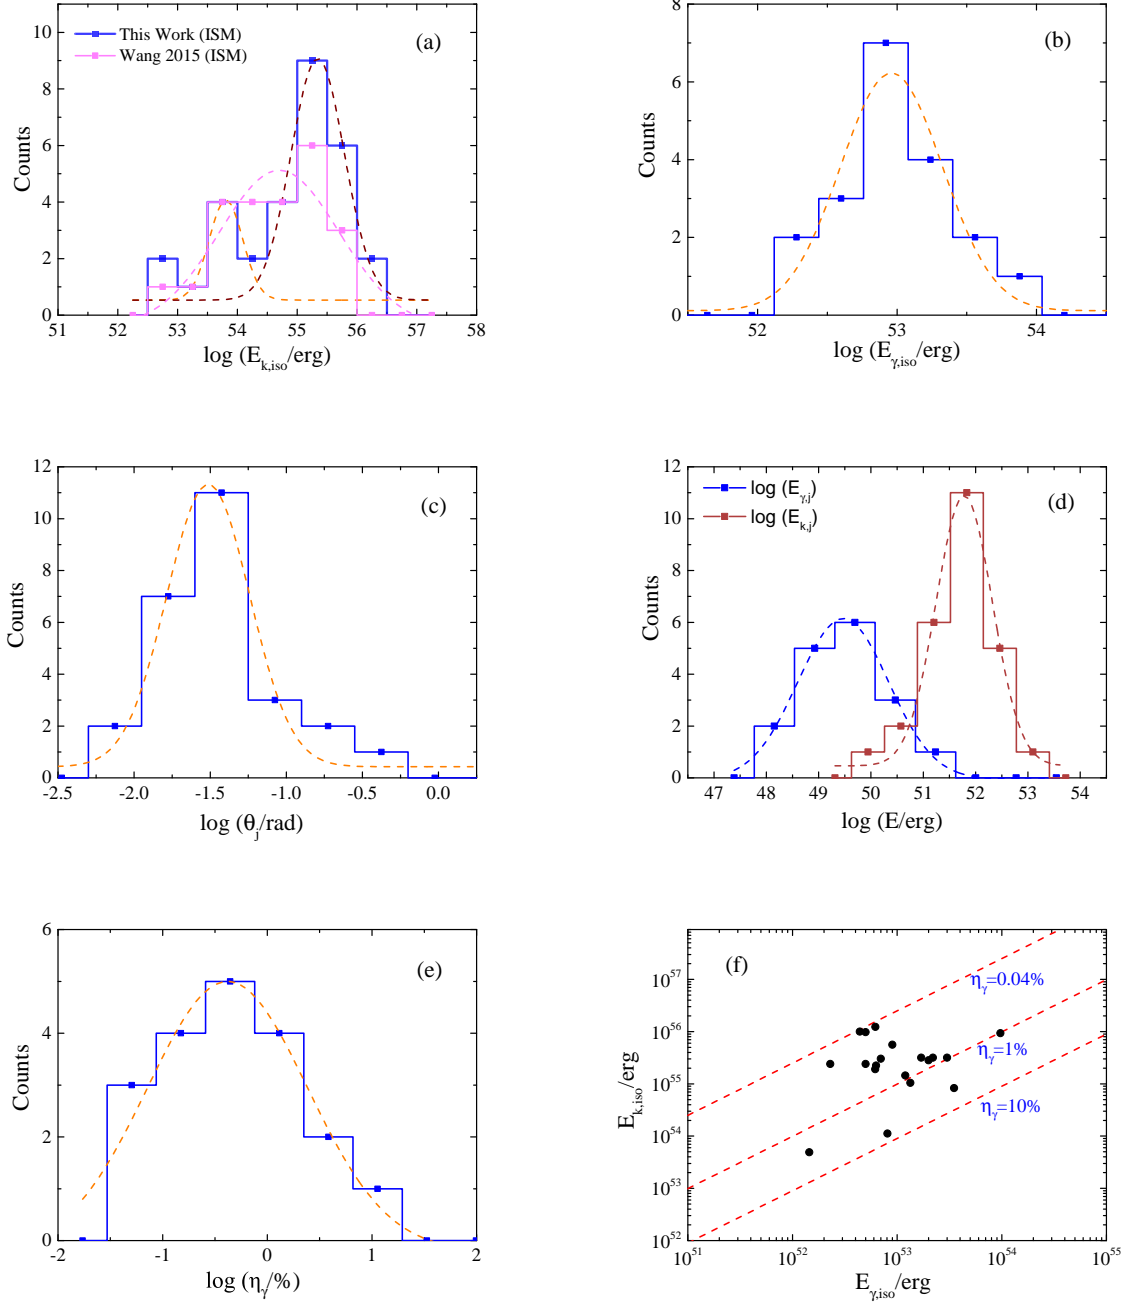 10
8
6
4
2
0
Counts
This Work (ISM)
Wang 2015 (ISM)
(a)
51 52 53 54 55 56 57 58
log (E_k,iso/erg)
8
6
4
2
0
Counts
(b)
52 53 54
log (E_γ,iso/erg)
12
10
8
6
4
2
0
Counts
(c)
-2.5 -2.0 -1.5 -1.0 -0.5 0.0
log (θ_j/rad)
12
10
8
6
4
2
0
Counts
log (E_γ,j)
log (E_k,j)
(d)
47 48 49 50 51 52 53 54
log (E/erg)
6
4
2
0
Counts
(e)
-2 -1 0 1 2
log (η_γ/%)
10^57
10^56
10^55
10^54
10^53
10^52
E_k,iso/erg
(f)
η_γ=0.04%
η_γ=1%
η_γ=10%
10^51 10^52 10^53 10^54 10^55
E_γ,iso/erg